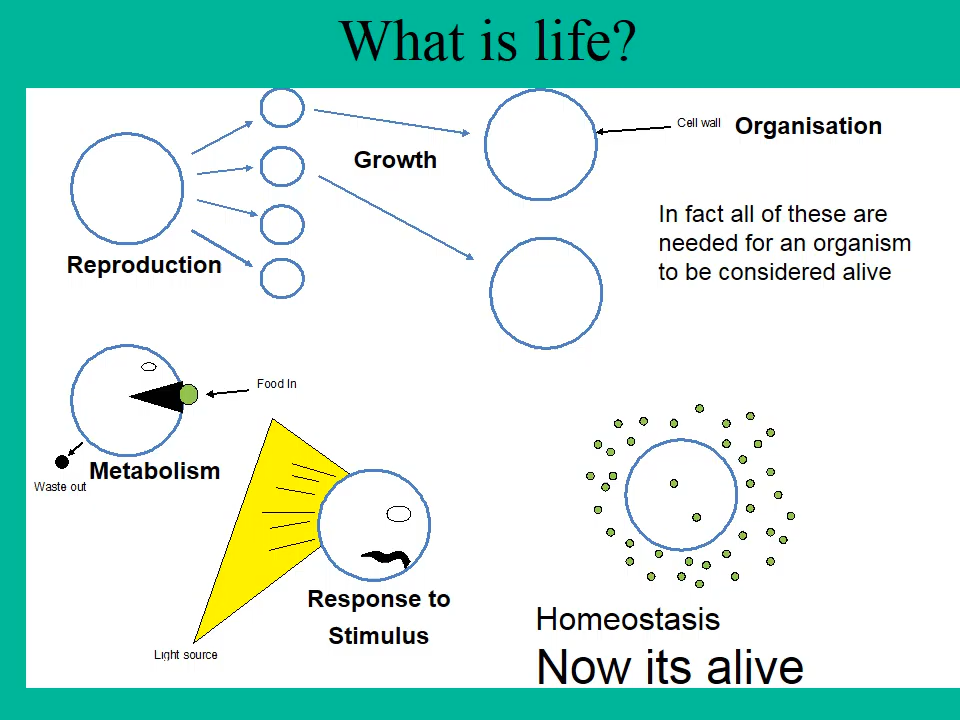 What is life?
Growth
Cell wall
Organisation
Reproduction
In fact all of these are
needed for an organism
to be considered alive
Food In
Metabolism
Waste out
Response to
Stimulus
Light source
Homeostasis
Now its alive